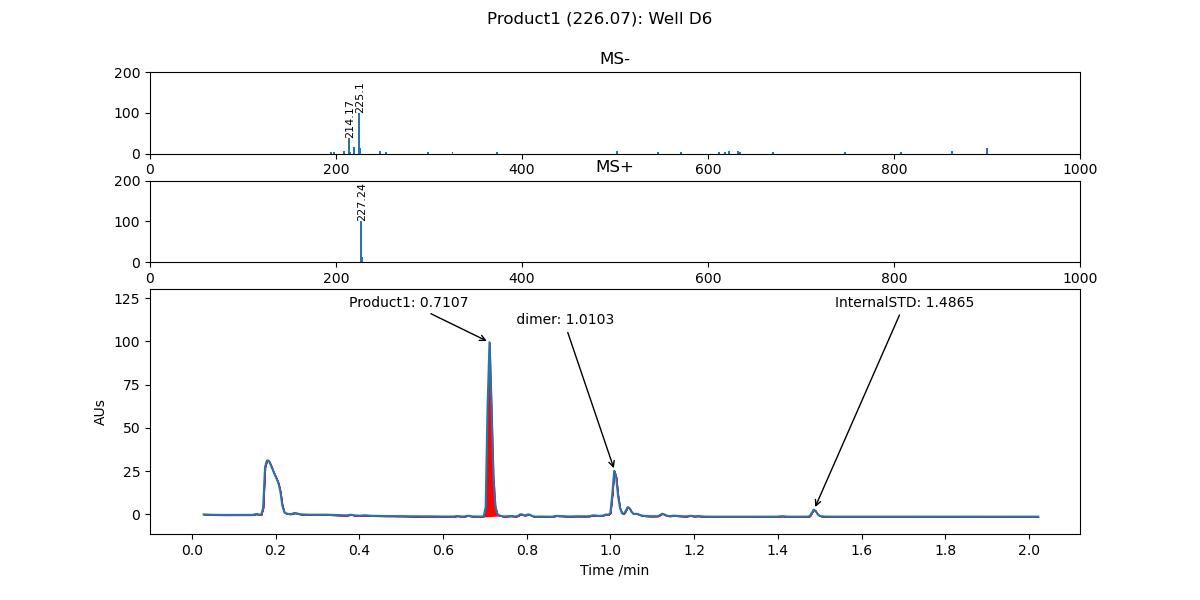 Product1 (226.07): Well D6
MS-
200
100
0
214.17
225.1
0 200 400 600 800 1000
MS+
200
100
0
227.24
0 200 400 600 800 1000
Product1: 0.7107
dimer: 1.0103
InternalSTD: 1.4865
125
100
75
50
25
0
AUs
0.0 0.2 0.4 0.6 0.8 1.0 1.2 1.4 1.6 1.8 2.0
Time /min